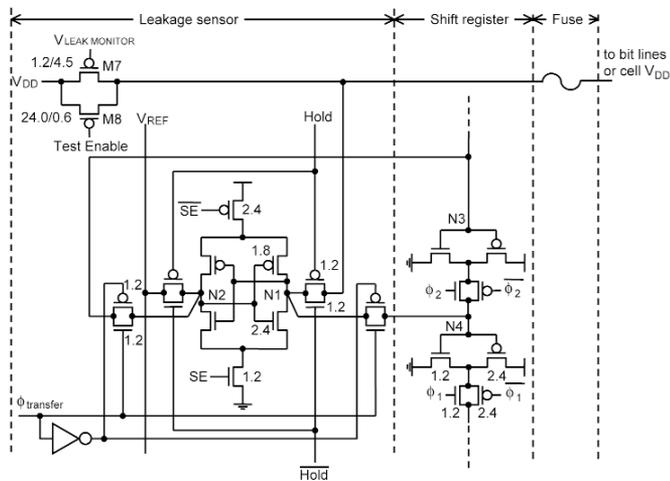 Leakage sensor
Shift register
Fuse
V LEAK MONITOR
1.2/4.5
M7
to bit lines
or cell VDD
VDD
24.0/0.6
M8
VREF
Hold
Test Enable
SE
2.4
N3
1.8
1.2
1.2
N2
N1
1.2
ϕ2
ϕ2
N4
1.2
2.4
SE
1.2
1.2
2.4
ϕtransfer
ϕ1
ϕ1
1.2
2.4
Hold